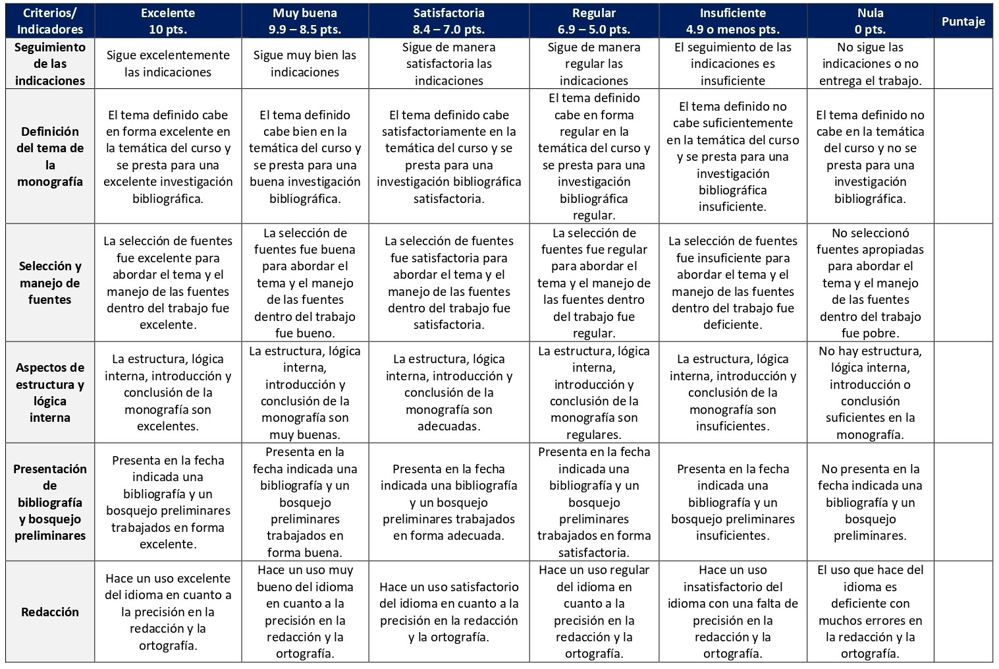 Criterios/
Indicadores
Excelente
10 pts.
Muy buena
9.9 – 8.5 pts.
Satisfactoria
8.4 – 7.0 pts.
Regular
6.9 – 5.0 pts.
Insuficiente
4.9 o menos pts.
Nula
0 pts.
Puntaje
Seguimiento
de las
indicaciones
Sigue excelentemente
las indicaciones
Sigue muy bien las
indicaciones
Sigue de manera
satisfactoria las
indicaciones
Sigue de manera
regular las
indicaciones
El seguimiento de las
indicaciones es
insuficiente
No sigue las
indicaciones o no
entrega el trabajo.
Definición
del tema de
la
monografía
El tema definido cabe
en forma excelente en
la temática del curso y
se presta para una
excelente investigación
bibliográfica.
El tema definido
cabe bien en la
temática del curso y
se presta para una
buena investigación
bibliográfica.
El tema definido cabe
satisfactoriamente en la
temática del curso y se
presta para una
investigación bibliográfica
satisfactoria.
El tema definido
cabe en forma
regular en la
temática del curso y
se presta para una
investigación
bibliográfica
regular.
El tema definido no
cabe suficientemente
en la temática del curso
y se presta para una
investigación
bibliográfica
insuficiente.
El tema definido no
cabe en la temática
del curso y no se
presta para una
investigación
bibliográfica.
Selección y
manejo de
fuentes
La selección de fuentes
fue excelente para
abordar el tema y el
manejo de las fuentes
dentro del trabajo fue
excelente.
La selección de
fuentes fue buena
para abordar el
tema y el manejo
de las fuentes
dentro del trabajo
fue bueno.
La selección de fuentes
fue satisfactoria para
abordar el tema y el
manejo de las fuentes
dentro del trabajo fue
satisfactoria.
La selección de
fuentes fue regular
para abordar el
tema y el manejo de
las fuentes dentro
del trabajo fue
regular.
La selección de fuentes
fue insuficiente para
abordar el tema y el
manejo de las fuentes
dentro del trabajo fue
deficiente.
No seleccionó
fuentes apropiadas
para abordar el
tema y el manejo
de las fuentes
dentro del trabajo
fue pobre.
Aspectos de
estructura y
lógica
interna
La estructura, lógica
interna, introducción y
conclusión de la
monografía son
excelentes.
La estructura, lógica
interna,
introducción y
conclusión de la
monografía son
muy buenas.
La estructura, lógica
interna, introducción y
conclusión de la
monografía son
adecuadas.
La estructura, lógica
interna,
introducción y
conclusión de la
monografía son
regulares.
La estructura, lógica
interna, introducción y
conclusión de la
monografía son
insuficientes.
No hay estructura,
lógica interna,
introducción o
conclusión
suficientes en la
monografía.
Presentación
de
bibliografía
y bosquejo
preliminares
Presenta en la fecha
indicada una
bibliografía y un
bosquejo preliminares
trabajados en forma
excelente.
Presenta en la
fecha indicada una
bibliografía y un
bosquejo
preliminares
trabajados en
forma buena.
Presenta en la fecha
indicada una bibliografía
y un bosquejo
preliminares trabajados
en forma adecuada.
Presenta en la fecha
indicada una
bibliografía y un
bosquejo
preliminares
trabajados en forma
satisfactoria.
Presenta en la fecha
indicada una
bibliografía y un
bosquejo preliminares
insuficientes.
No presenta en la
fecha indicada una
bibliografía y un
bosquejo
preliminares.
Redacción
Hace un uso excelente
del idioma en cuanto a
la precisión en la
redacción y la
ortografía.
Hace un uso muy
bueno del idioma
en cuanto a la
precisión en la
redacción y la
ortografía.
Hace un uso satisfactorio
del idioma en cuanto a la
precisión en la redacción
y la ortografía.
Hace un uso regular
del idioma en
cuanto a la
precisión en la
redacción y la
ortografía.
Hace un uso
insatisfactorio del
idioma con una falta de
precisión en la
redacción y la
ortografía.
El uso que hace del
idioma es
deficiente con
muchos errores en
la redacción y la
ortografía.